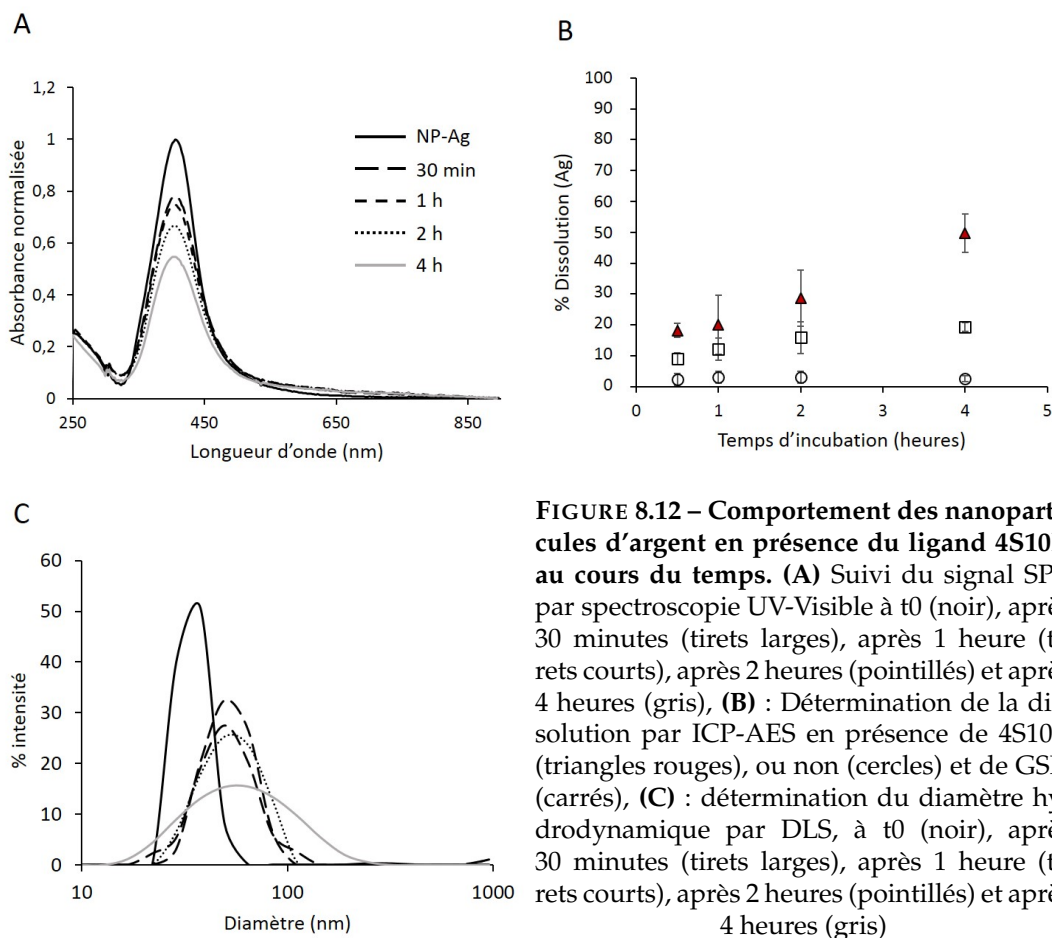 A
Absorbance normalisée
1,2
1
0,8
0,6
0,4
0,2
0
250
450
650
850
Longueur d'onde (nm)
NP-Ag
30 min
1 h
2 h
4 h
B
% Dissolution (Ag)
100
90
80
70
60
50
40
30
20
10
0
0
1
2
3
4
5
Temps d'incubation (heures)
C
% intensité
60
50
40
30
20
10
0
10
100
1000
Diamètre (nm)
FIGURE 8.12 – Comportement des nanopart
cules d'argent en présence du ligand 4S10
au cours du temps. (A) Suivi du signal SP
par spectroscopie UV-Visible à t0 (noir), aprè
30 minutes (tirets larges), après 1 heure (t
rets courts), après 2 heures (pointillés) et aprè
4 heures (gris), (B) : Détermination de la di
solution par ICP-AES en présence de 4S10
(triangles rouges), ou non (cercles) et de GS
(carrés), (C) : détermination du diamètre hy
drodynamique par DLS, à t0 (noir), aprè
30 minutes (tirets larges), après 1 heure (t
rets courts), après 2 heures (pointillés) et aprè
4 heures (gris)